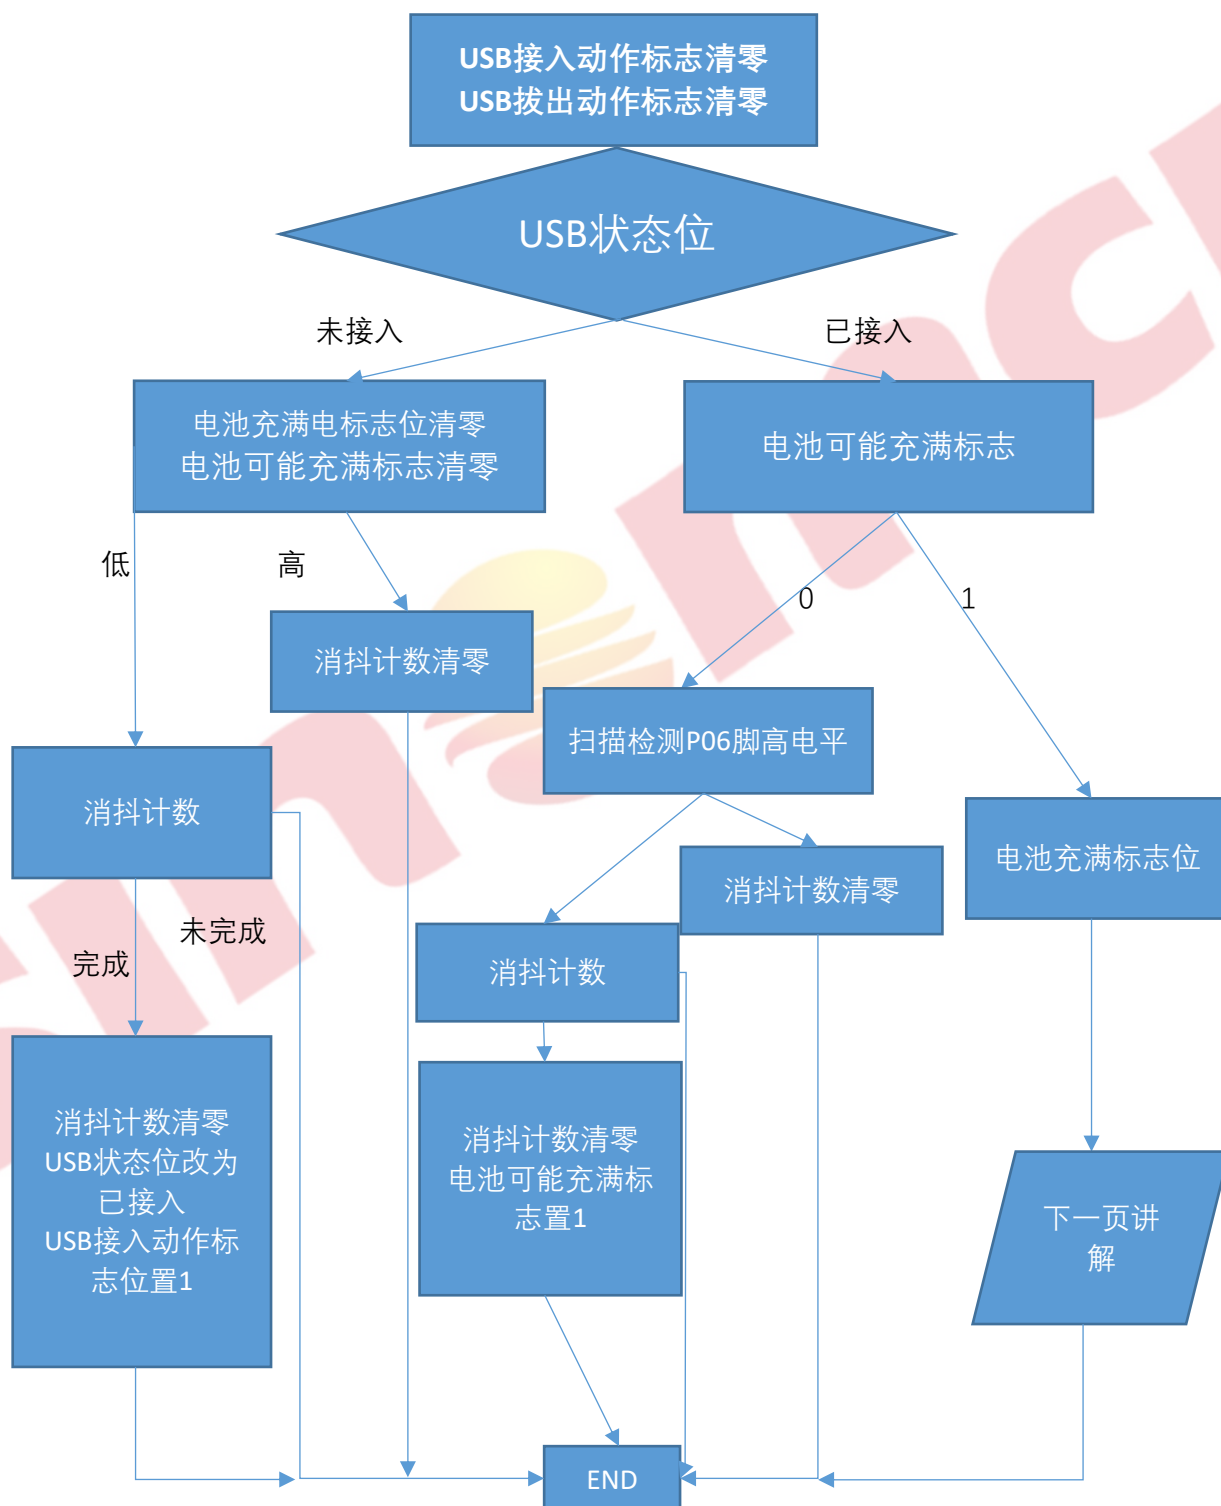 USB接入动作标志清零
USB拔出动作标志清零
USB状态位
未接入
已接入
电池充满电标志位清零
电池可能充满标志清零
电池可能充满标志
低
高
0
1
消抖计数清零
扫描检测P06脚高电平
消抖计数
电池充满标志位
消抖计数清零
未完成
完成
消抖计数
消抖计数清零
USB状态位改为
已接入
USB接入动作标
志位置1
消抖计数清零
电池可能充满标
志置1
下一页讲
解
END